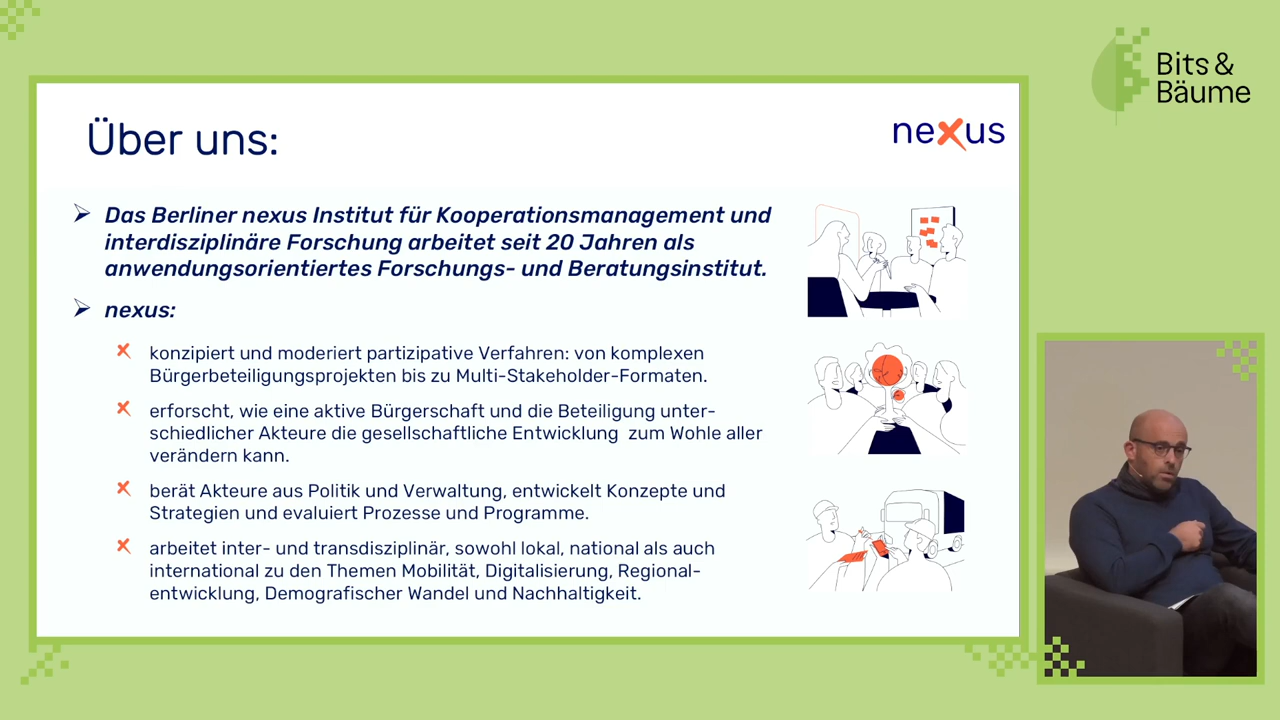 Bits &
Bäume
Über uns:
nexus
Das Berliner nexus Institut für Kooperationsmanagement und
interdisziplinäre Forschung arbeitet seit 20 Jahren als
anwendungsorientiertes Forschungs- und Beratungsinstitut.
nexus:
konzipiert und moderiert partizipative Verfahren: von komplexen
Bürgerbeteiligungsprojekten bis zu Multi-Stakeholder-Formaten.
erforscht, wie eine aktive Bürgerschaft und die Beteiligung unter-
schiedlicher Akteure die gesellschaftliche Entwicklung  zum Wohle aller
verändern kann.
berät Akteure aus Politik und Verwaltung, entwickelt Konzepte und
Strategien und evaluiert Prozesse und Programme.
arbeitet inter- und transdisziplinär, sowohl lokal, national als auch
international zu den Themen Mobilität, Digitalisierung, Regional-
entwicklung, Demografischer Wandel und Nachhaltigkeit.